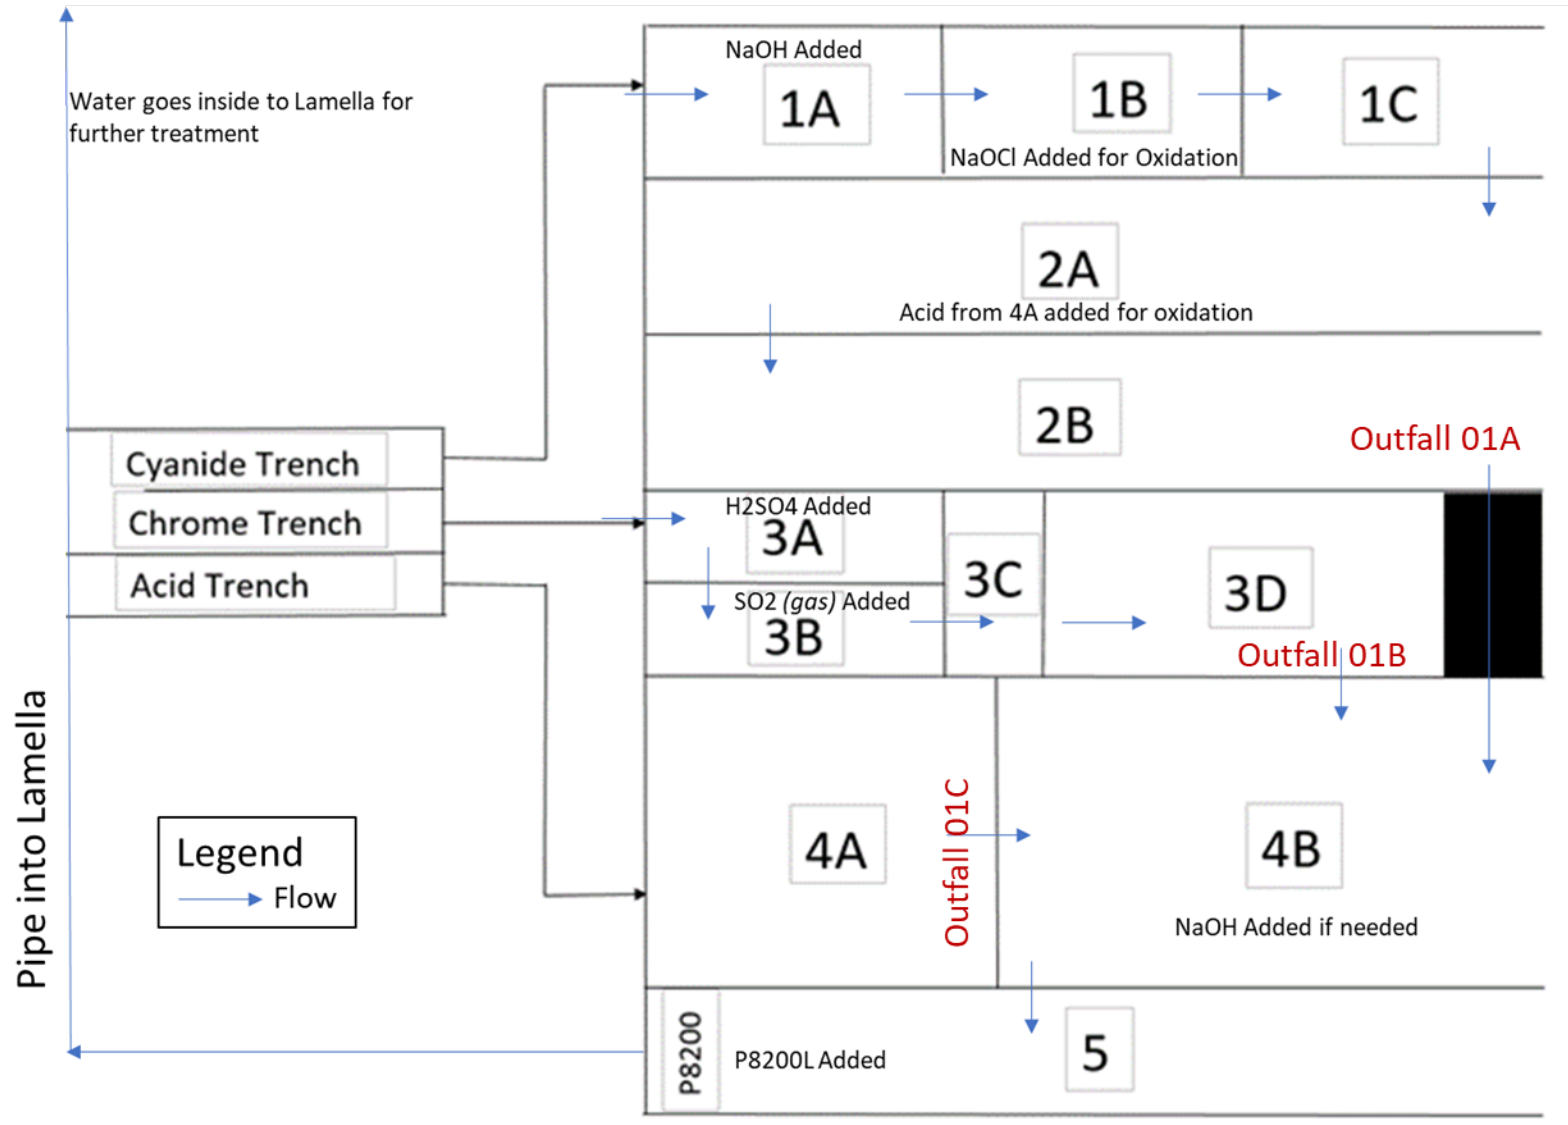 Water goes inside to Lamella for
further treatment
NaOH Added
1A
1B
1C
NaOCl Added for Oxidation
2A
Acid from 4A added for oxidation
2B
Outfall 01A
Cyanide Trench
Chrome Trench
Acid Trench
H2SO4 Added
3A
SO2 (gas) Added
3B
3C
3D
Outfall 01B
Pipe into Lamella
Legend
Flow
4A
Outfall 01C
4B
NaOH Added if needed
P8200
P8200L Added
5